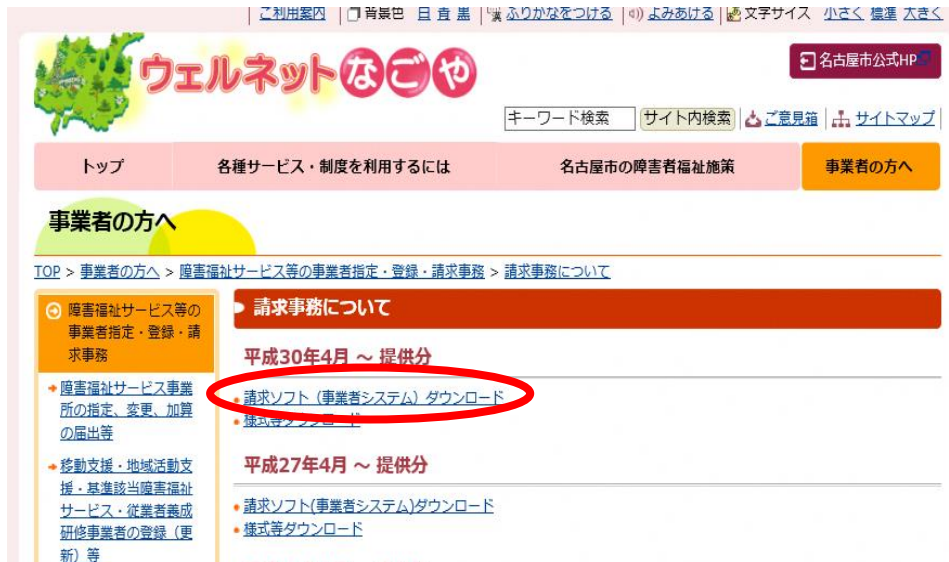 ご利用案内 背景色 白 青 黒 ふりかなをつける よみあげる 文字サイズ 小さく 標準 大きく
ウェルネットなごや
名古屋市公式HP
キーワード検索 サイト内検索 ご意見箱 サイトマップ
トップ 各種サービス・制度を利用するには 名古屋市の障害者福祉施策 事業者の方へ
事業者の方へ
TOP > 事業者の方へ > 障害福祉サービス等の事業者指定・登録・請求事務 > 請求事務について
障害福祉サービス等の
事業者指定・登録・請
求事務
障害福祉サービス事業
所の指定、変更、加算
の届出等
移動支援・地域活動支
援・基準該当障害福祉
サービス・従業者養成
研修事業者の登録（更
新）等
請求事務について
平成30年4月 ～ 提供分
請求ソフト（事業者システム）ダウンロード
様式等ダウンロード
平成27年4月 ～ 提供分
請求ソフト(事業者システム)ダウンロード
様式等ダウンロード